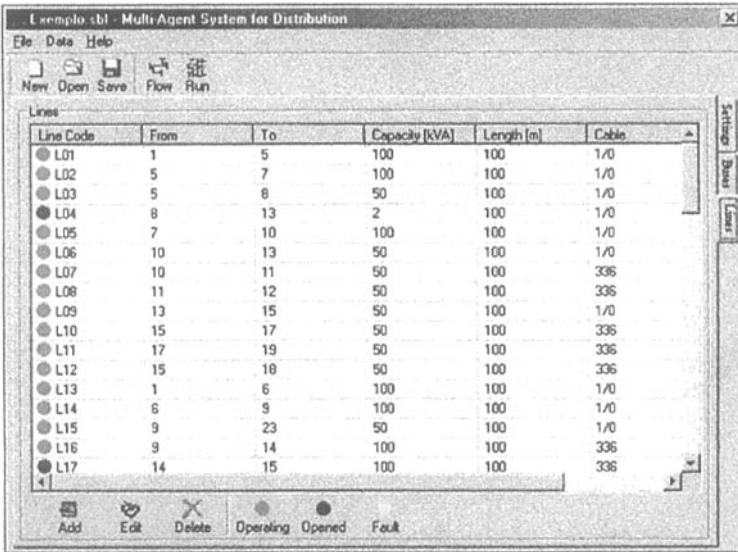 Exemplo.sbl - Multi Agent System for Distribution
File Data Help
New Open Save Flow Run
Lines
Line Code From To Capacity [kVA] Length [m] Cable
L01 1 5 100 100 1/0
L02 5 7 100 100 1/0
L03 5 8 50 100 1/0
L04 8 13 2 100 1/0
L05 7 10 100 100 1/0
L06 10 13 50 100 1/0
L07 10 11 50 100 336
L08 11 12 50 100 336
L09 13 15 50 100 1/0
L10 15 17 50 100 336
L11 17 19 50 100 336
L12 15 18 50 100 336
L13 1 6 100 100 1/0
L14 6 9 100 100 1/0
L15 9 23 50 100 1/0
L16 9 14 100 100 336
L17 14 15 100 100 336
Add Edit Delete Operating Opened Fault
Settings
Buses
Lines